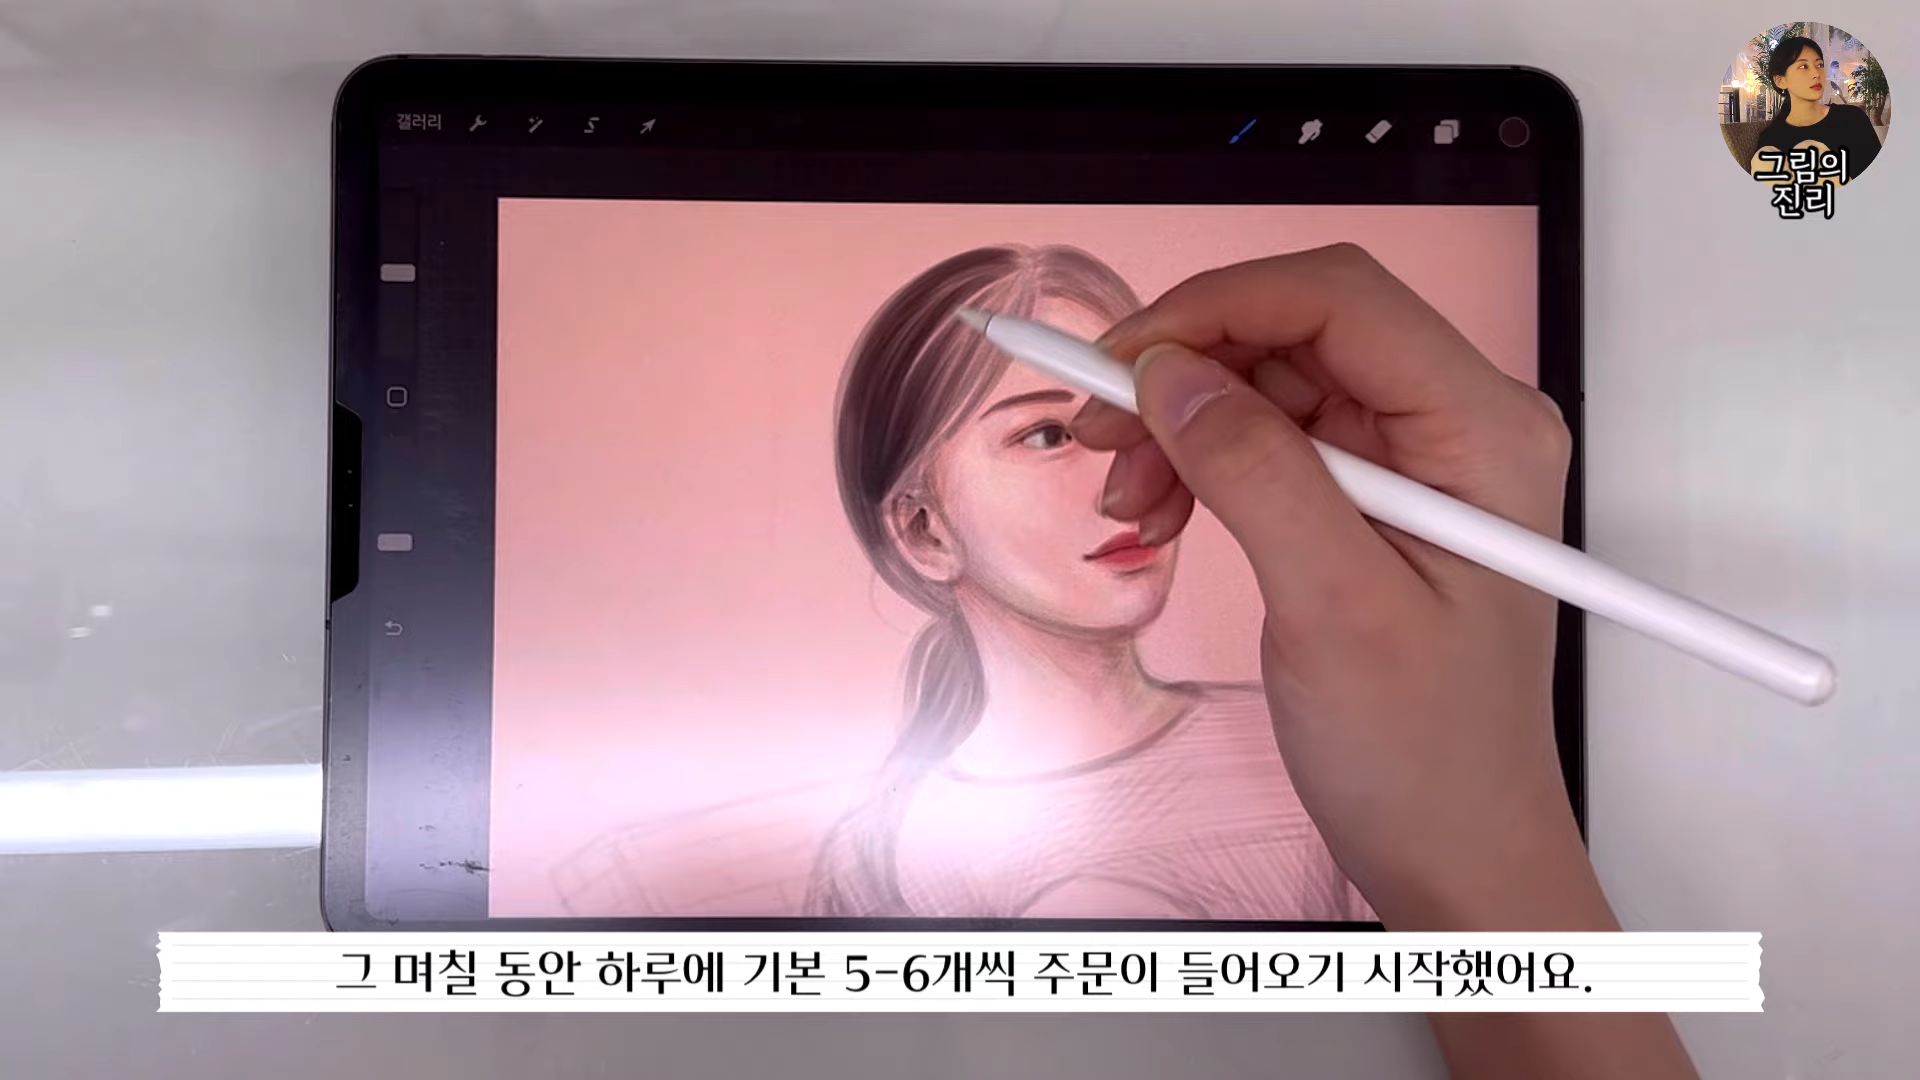 갤러리
그림의
진리
그 며칠 동안 하루에 기본 5-6개씩 주문이 들어오기 시작했어요.